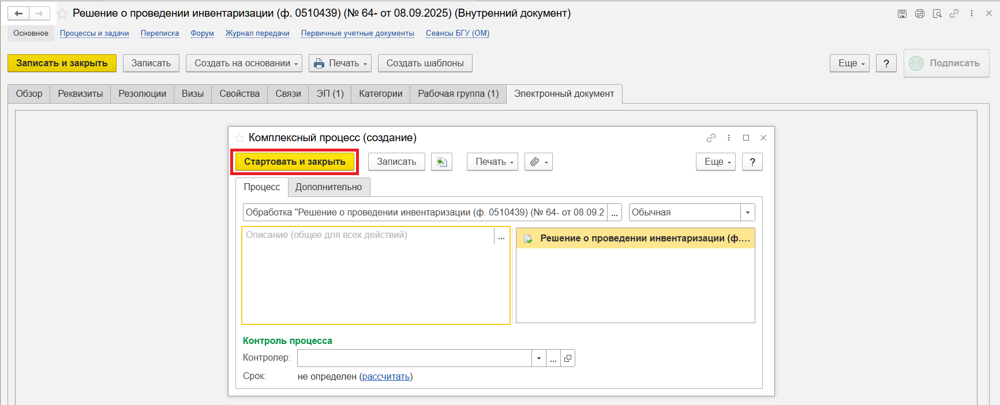 Решение о проведении инвентаризации (ф. 0510439) (№ 64- от 08.09.2025) (Внутренний документ)
Основное Процессы и задачи Переписка Форум Журнал передачи Первичные учетные документы Сеансы БГУ (ОМ)
Записать и закрыть Записать Создать на основании Печать Создать шаблоны Еще ? Подписать
Обзор Реквизиты Резолюции Визы Свойства Связи ЭП (1) Категории Рабочая группа (1) Электронный документ
Комплексный процесс (создание)
Стартовать и закрыть Записать Печать Еще ?
Процесс Дополнительно
Обработка "Решение о проведении инвентаризации (ф. 0510439) (№ 64- от 08.09.2 ... Обычная
Описание (общее для всех действий) ... Решение о проведении инвентаризации (ф....
Контроль процесса
Контролер: ...
Срок: не определен (рассчитать)